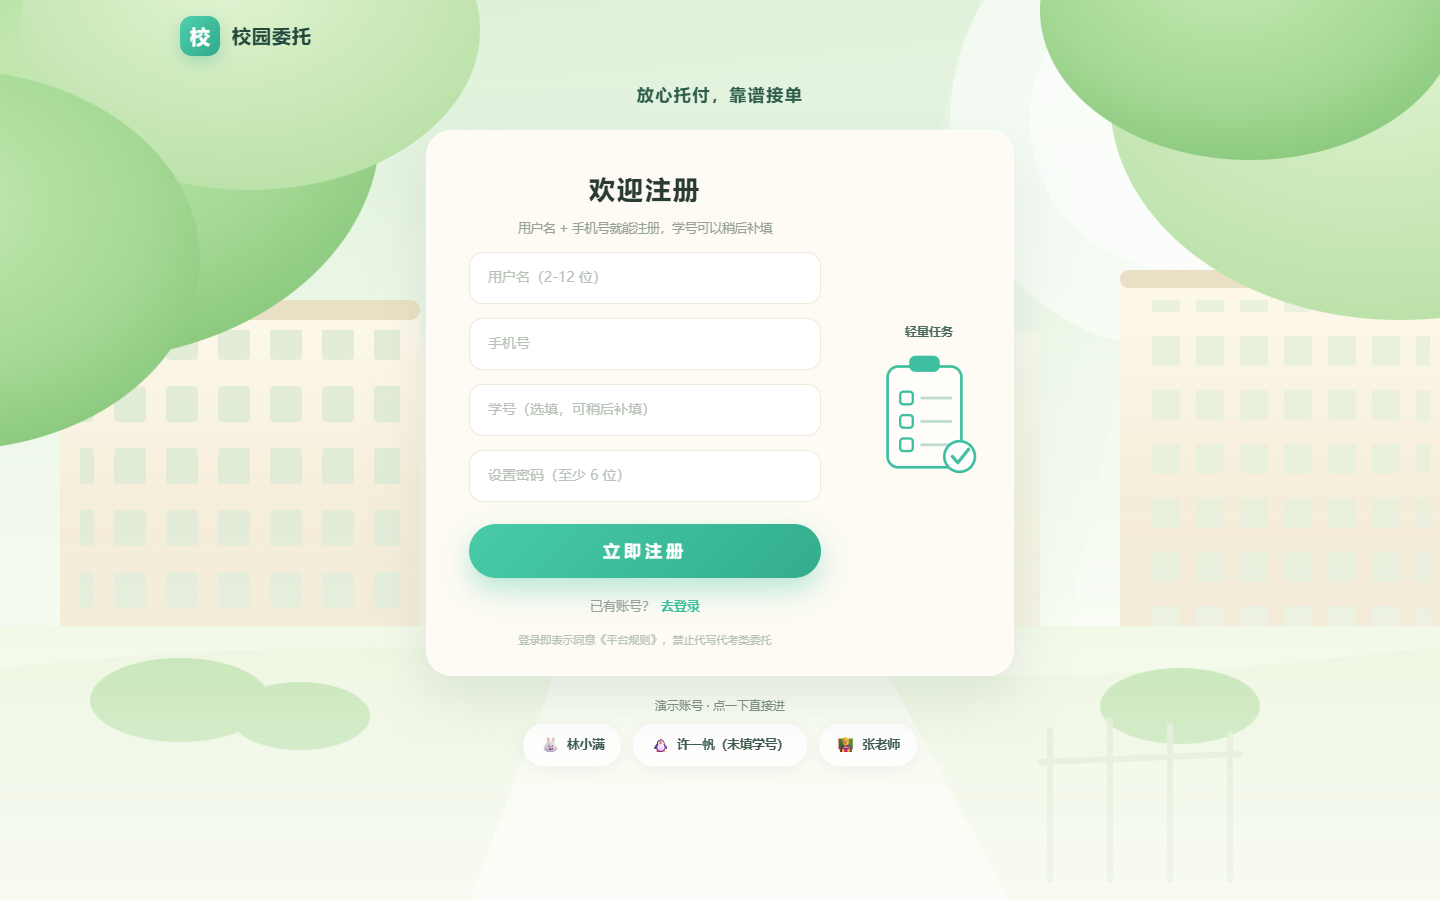 校 校园委托
放心托付，靠谱接单
欢迎注册
用户名 + 手机号就能注册，学号可以稍后补填
用户名（2-12 位）
手机号
学号（选填，可稍后补填）
设置密码（至少 6 位）
立即注册
已有账号？ 去登录
登录即表示同意《平台规则》，禁止代写代考类委托
轻量任务
演示账号 · 点一下直接进
林小满
许一帆（未填学号）
张老师